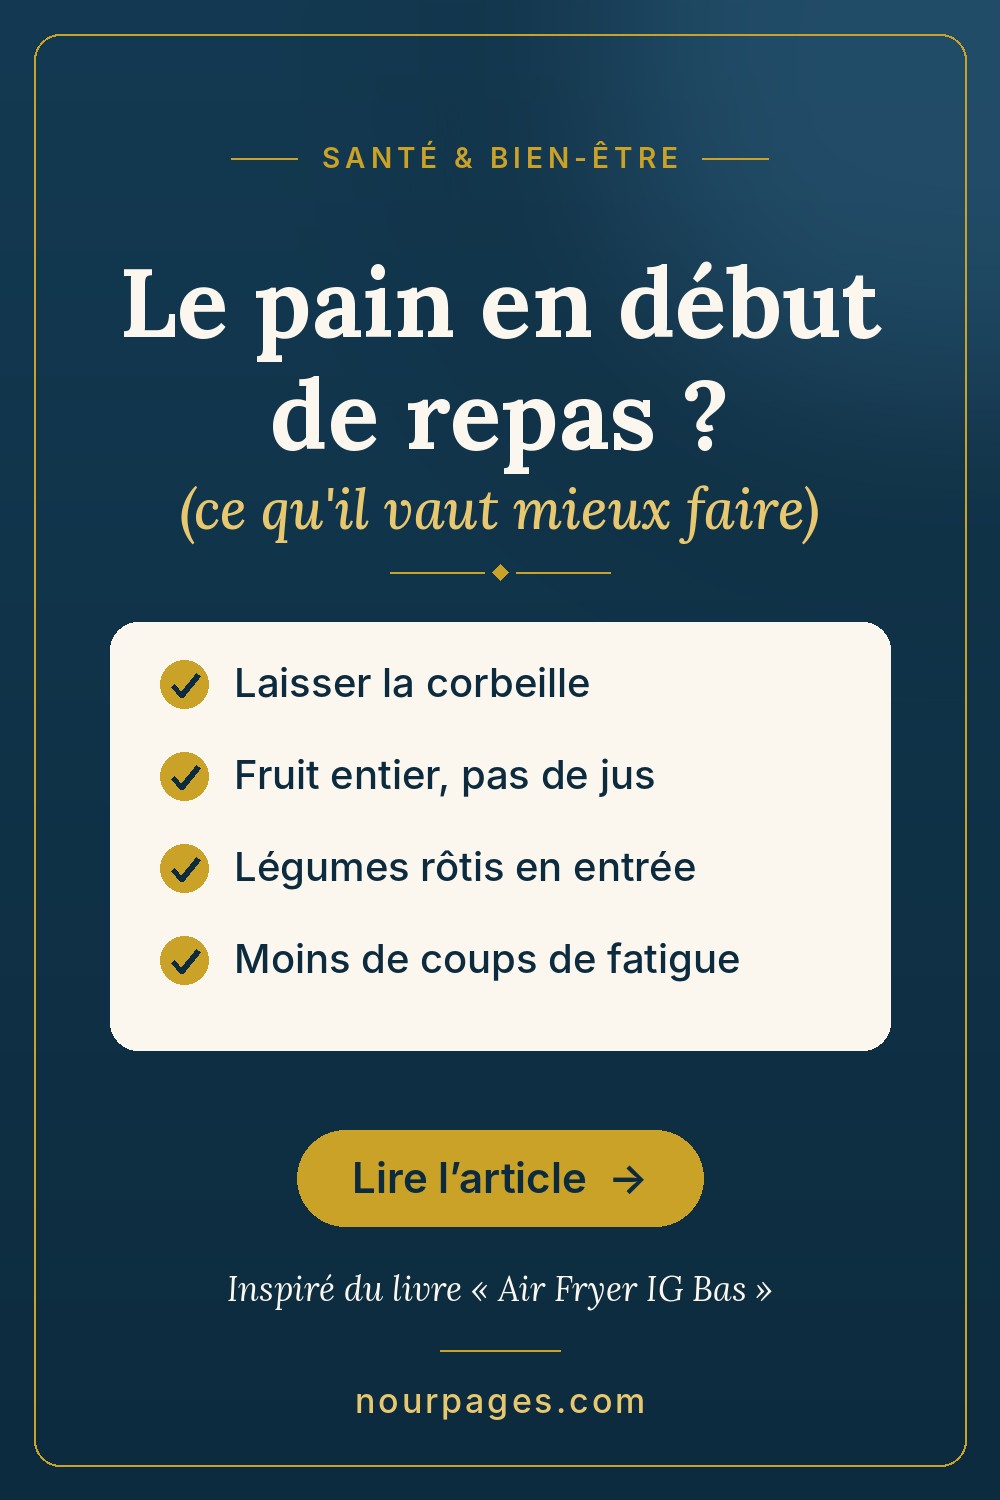 SANTÉ & BIEN-ÊTRE
Le pain en début
de repas ?
(ce qu'il vaut mieux faire)
Laisser la corbeille
Fruit entier, pas de jus
Légumes rôtis en entrée
Moins de coups de fatigue
Lire l’article →
Inspiré du livre « Air Fryer IG Bas »
nourpages.com